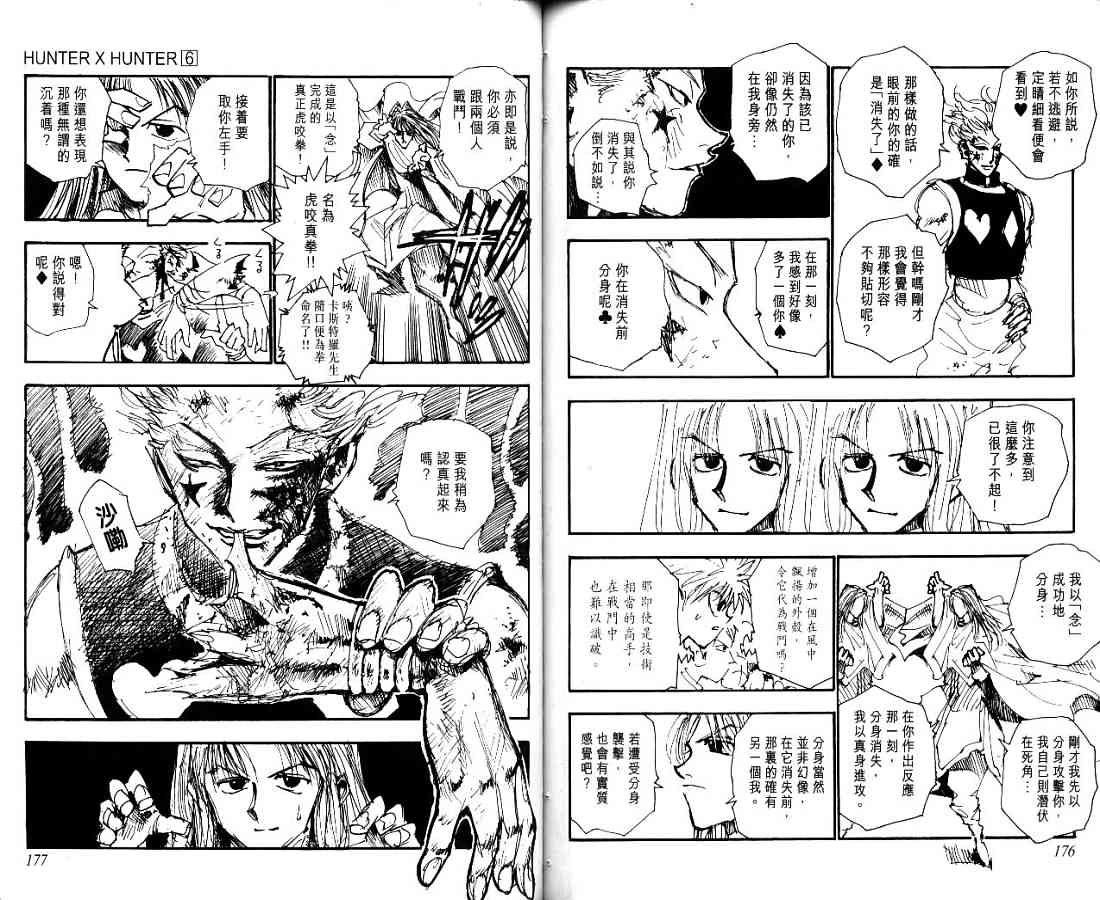 HUNTER X HUNTER 6
如你所說，
若不逃避，
定睛細看便會
看到♥
那樣做的話，
眼前的你的確
是「消失了」♦
但幹嗎剛才
我會覺得
那樣形容
不夠貼切呢？
因為該已
消失了的你，
卻像仍然
在我身旁…
與其說你
消失了，
倒不如說…
在那一刻，
我感到好像
多了一個你♠
你在消失前
分身呢♣
你注意到
這麼多，
已很了不起！
我以「念」
成功地
分身…
剛才我先以
分身攻擊你，
我自己則潛伏
在死角…
在你作出反應
那一刻，
分身消失，
我以真身進攻。
增加一個在風中
飄揚的外殼，
令它代為戰鬥嗎？
那即使是技術
相當的高手，
在戰鬥中
也難以識破。
分身當然
並非幻像，
在它消失前，
那裏的確有
另一個我。
若遭受分身
襲擊，
也會有實質
感覺吧？
176
亦即是說，
你必須
跟兩個人
戰鬥！
這是以「念」
完成的
真正虎咬拳！
名為
虎咬真拳!!
咦？
卡斯特羅先生
隨口便為拳
命名了!!
接着要
取你左手！
你還想表現
那種無謂的
沉着嗎？
くる
くる
嗯！
你說得對
呢♦
要我稍為
認真起來
嗎？
177